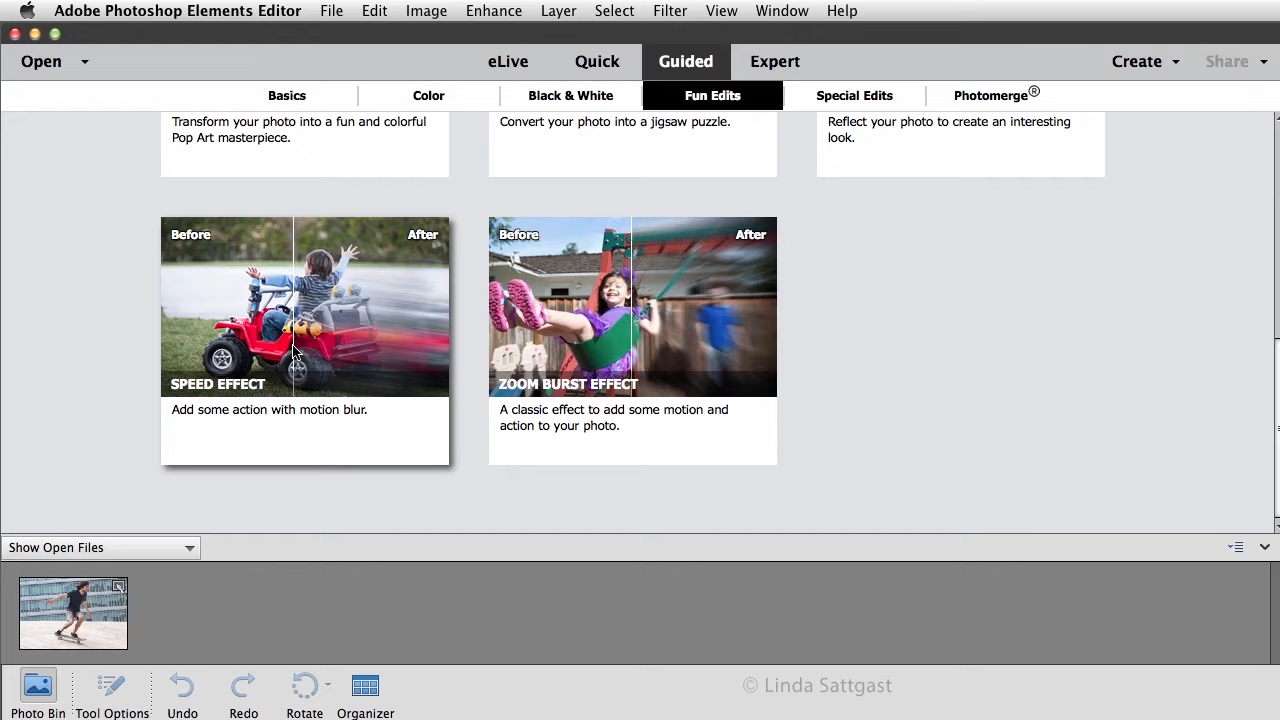 Adobe Photoshop Elements Editor File Edit Image Enhance Layer Select Filter View Window Help
Open eLive Quick Guided Expert Create Share
Basics Color Black & White Fun Edits Special Edits Photomerge®
Transform your photo into a fun and colorful
Pop Art masterpiece.
Convert your photo into a jigsaw puzzle.
Reflect your photo to create an interesting
look.
Before After
SPEED EFFECT
Add some action with motion blur.
Before After
ZOOM BURST EFFECT
A classic effect to add some motion and
action to your photo.
Show Open Files
Photo Bin Tool Options Undo Redo Rotate Organizer
© Linda Sattgast